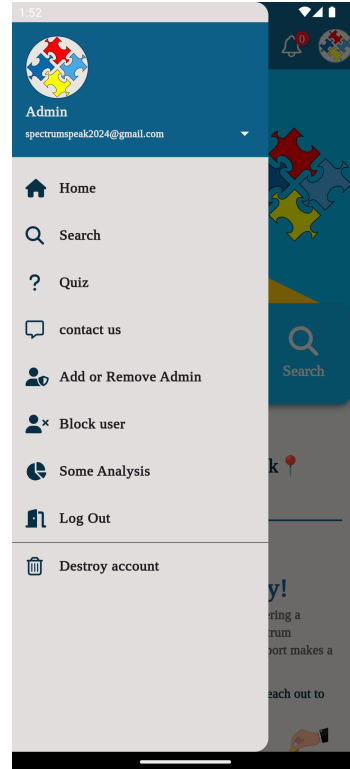 1:52
0
Admin
spectrumspeak2024@gmail.com
Home
Search
Quiz
contact us
Add or Remove Admin
Block user
Some Analysis
Log Out
Destroy account
Search
k
y!
ering a
trum
port makes a
each out to